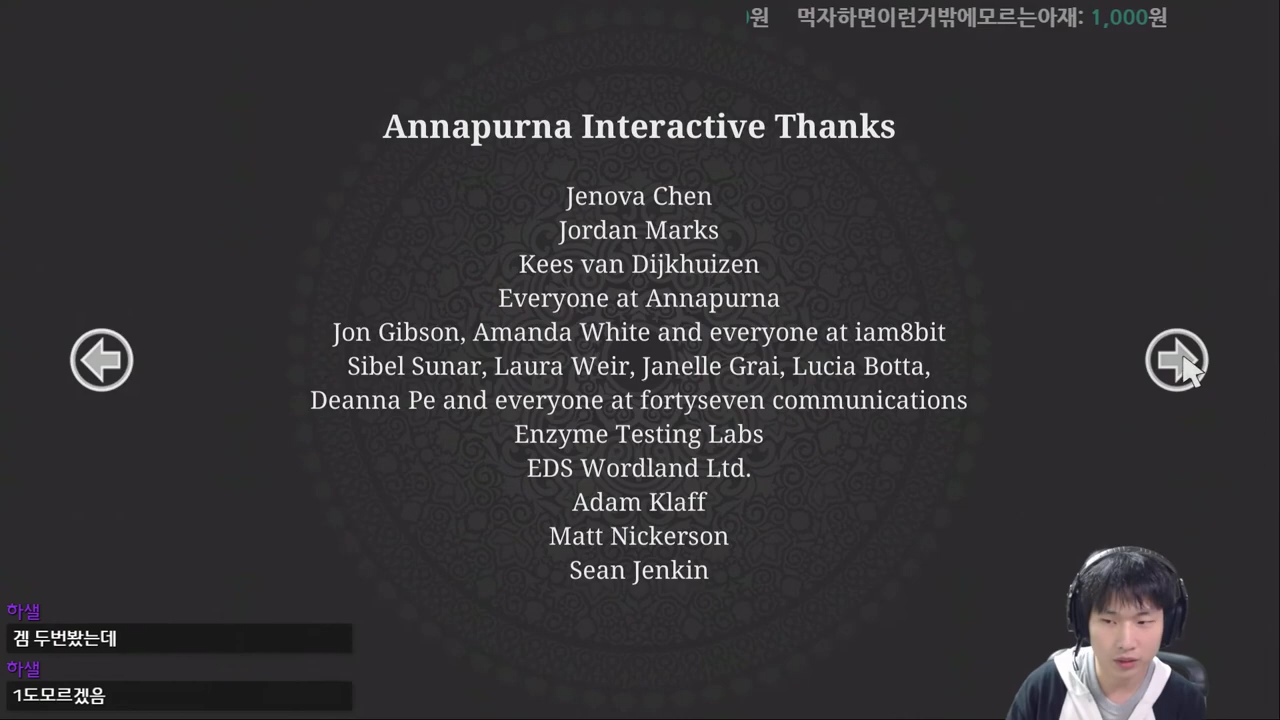 원 먹자하면이런거밖에모르는아재: 1,000원
Annapurna Interactive Thanks
Jenova Chen
Jordan Marks
Kees van Dijkhuizen
Everyone at Annapurna
Jon Gibson, Amanda White and everyone at iam8bit
Sibel Sunar, Laura Weir, Janelle Grai, Lucia Botta,
Deanna Pe and everyone at fortyseven communications
Enzyme Testing Labs
EDS Wordland Ltd.
Adam Klaff
Matt Nickerson
Sean Jenkin
하샐
겜 두번봤는데
하샐
1도모르겠음